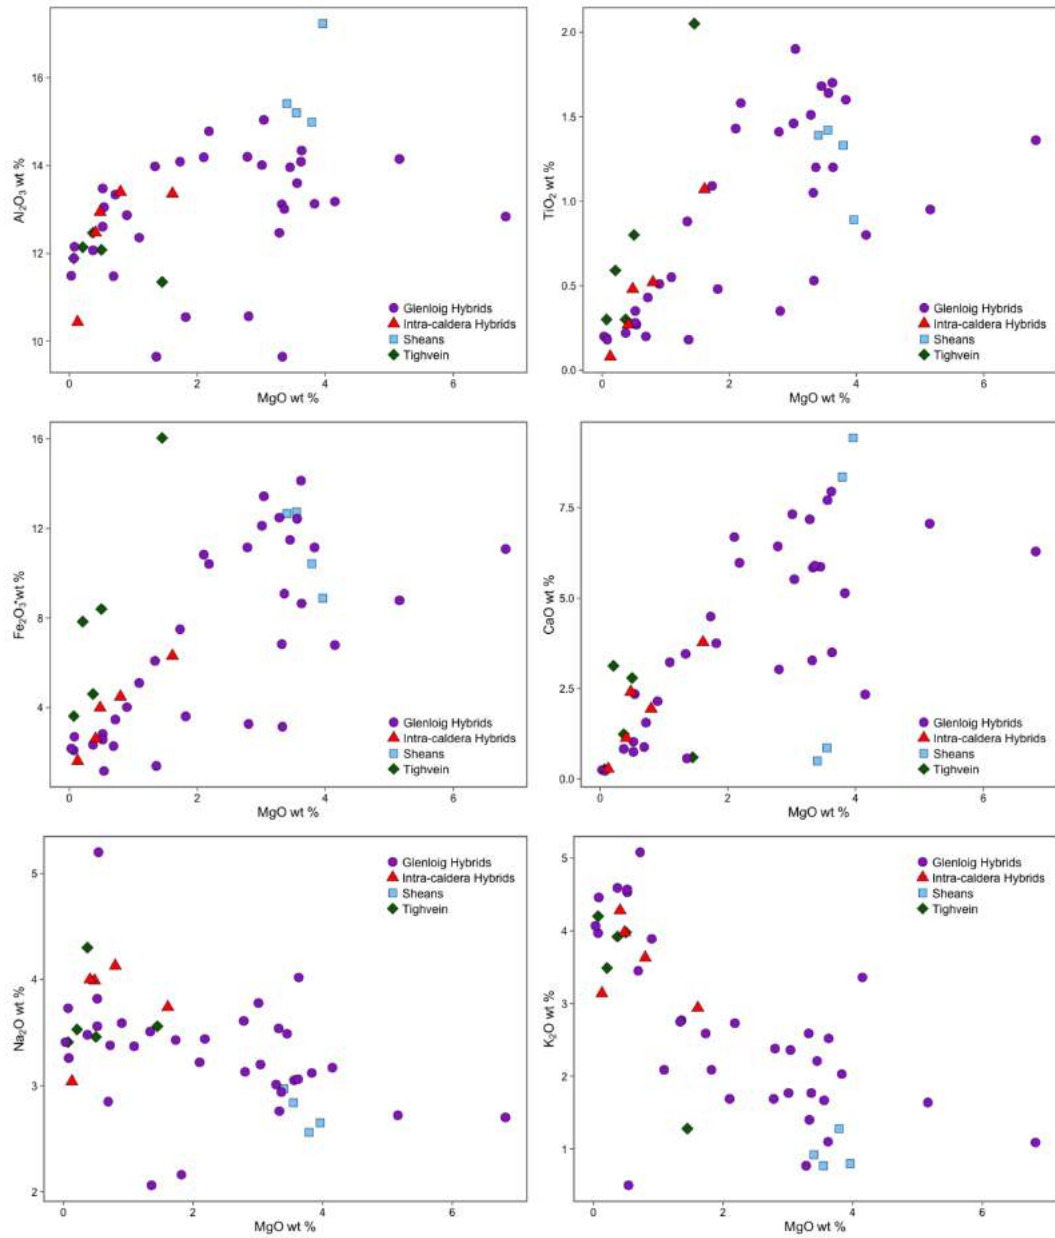 16
14
12
10
Al₂O₃ wt %
0
2
4
6
MgO wt %
Glenloig Hybrids
Intra-caldera Hybrids
Sheans
Tighvein
2.0
1.5
1.0
0.5
0.0
TiO₂ wt %
0
2
4
6
MgO wt %
Glenloig Hybrids
Intra-caldera Hybrids
Sheans
Tighvein
16
12
8
4
Fe₂O₃*wt %
0
2
4
6
MgO wt %
Glenloig Hybrids
Intra-caldera Hybrids
Sheans
Tighvein
7.5
5.0
2.5
0.0
CaO wt %
0
2
4
6
MgO wt %
Glenloig Hybrids
Intra-caldera Hybrids
Sheans
Tighvein
5
4
3
2
Na₂O wt %
0
2
4
6
MgO wt %
Glenloig Hybrids
Intra-caldera Hybrids
Sheans
Tighvein
5
4
3
2
1
K₂O wt %
0
2
4
6
MgO wt %
Glenloig Hybrids
Intra-caldera Hybrids
Sheans
Tighvein